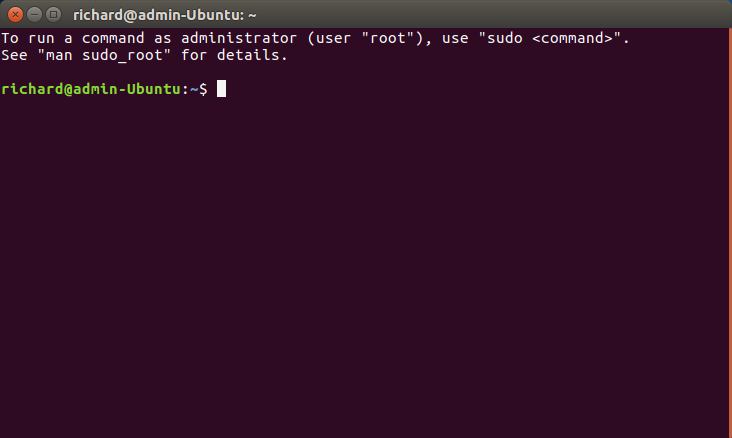 richard@admin-Ubuntu: ~
To run a command as administrator (user "root"), use "sudo <command>".
See "man sudo_root" for details.
richard@admin-Ubuntu:~$